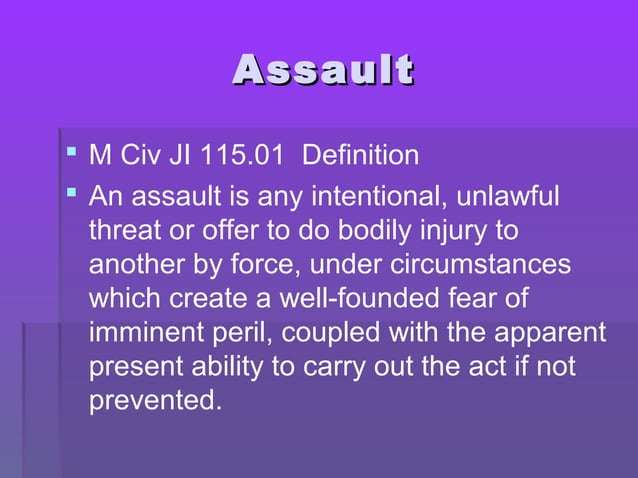 Assault
M Civ JI 115.01 Definition
An assault is any intentional, unlawful
threat or offer to do bodily injury to
another by force, under circumstances
which create a well-founded fear of
imminent peril, coupled with the apparent
present ability to carry out the act if not
prevented.